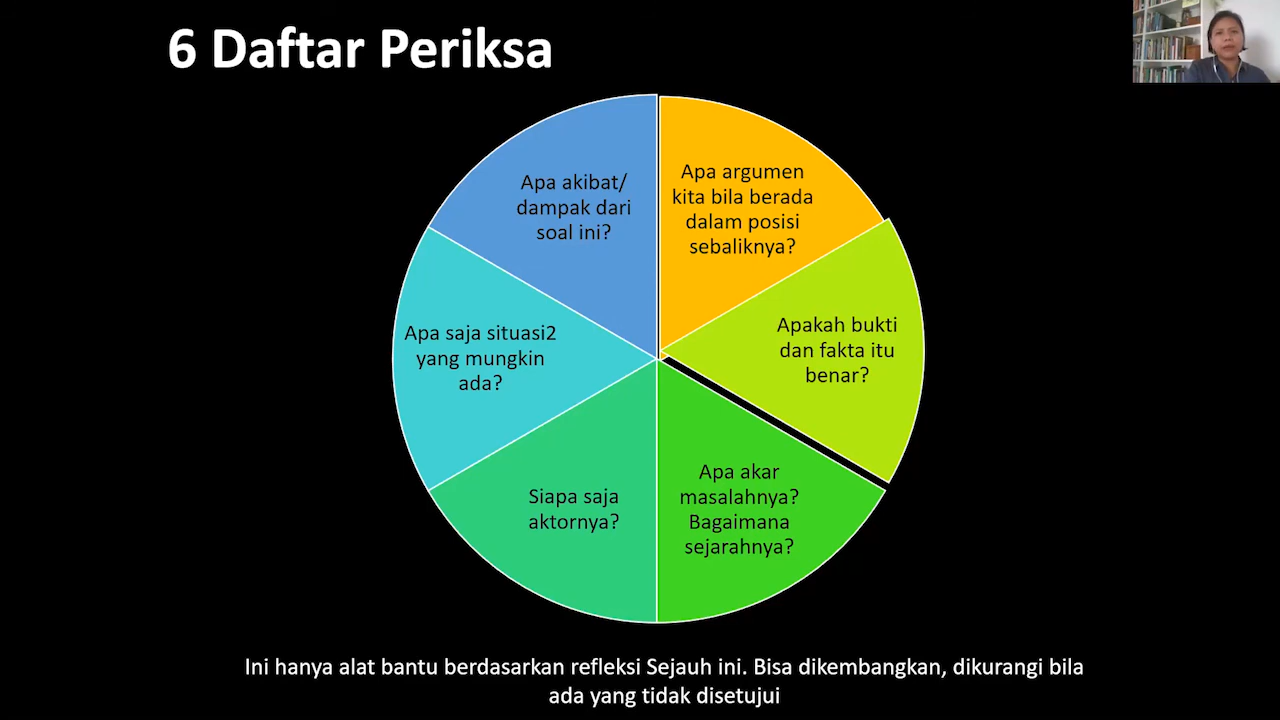 6 Daftar Periksa
Apa argumen
kita bila berada
dalam posisi
sebaliknya?
Apakah bukti
dan fakta itu
benar?
Apa akar
masalahnya?
Bagaimana
sejarahnya?
Siapa saja
aktornya?
Apa saja situasi2
yang mungkin
ada?
Apa akibat/
dampak dari
soal ini?
Ini hanya alat bantu berdasarkan refleksi Sejauh ini. Bisa dikembangkan, dikurangi bila
ada yang tidak disetujui